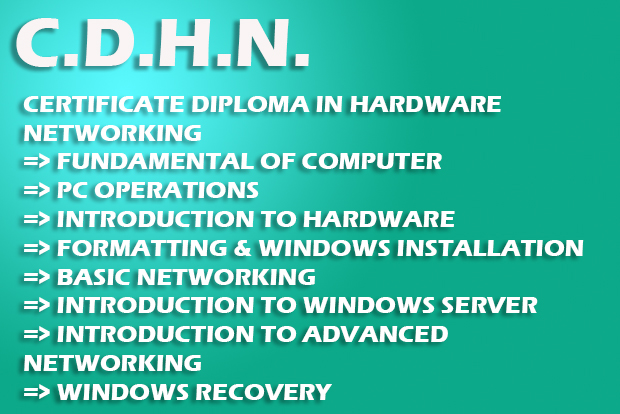 C.D.H.N.
CERTIFICATE DIPLOMA IN HARDWARE
NETWORKING
=> FUNDAMENTAL OF COMPUTER
=> PC OPERATIONS
=> INTRODUCTION TO HARDWARE
=> FORMATTING & WINDOWS INSTALLATION
=> BASIC NETWORKING
=> INTRODUCTION TO WINDOWS SERVER
=> INTRODUCTION TO ADVANCED
NETWORKING
=> WINDOWS RECOVERY